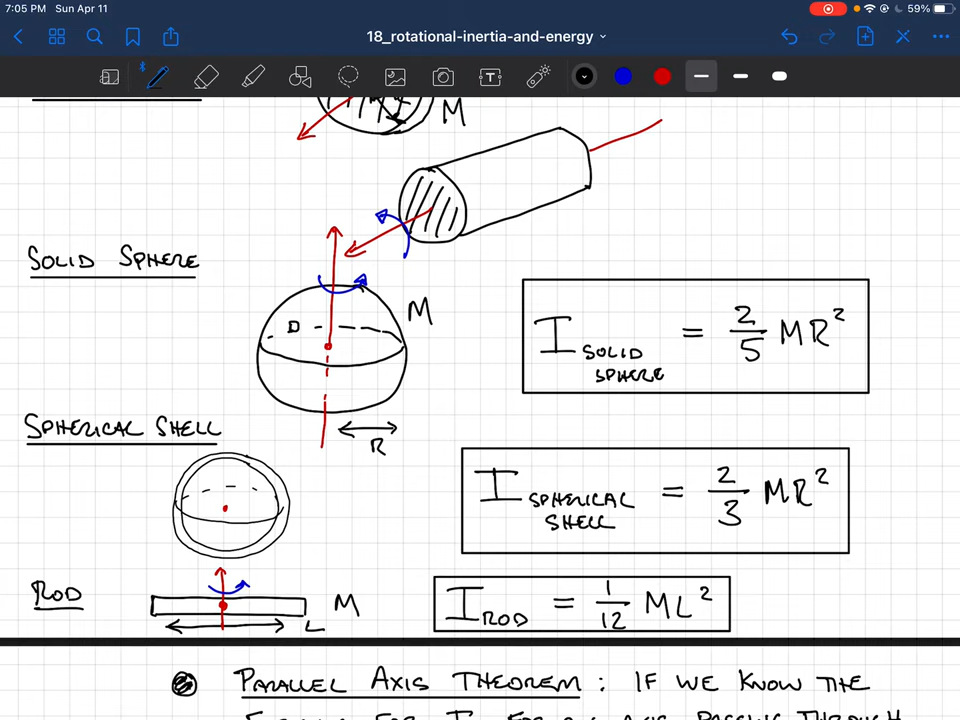 7:05 PM Sun Apr 11
59%
18_rotational-inertia-and-energy
T
M
SOLID SPHERE
M
D
I SOLID SPHERE = 2/5 MR²
R
SPHERICAL SHELL
I SPHERICAL SHELL = 2/3 MR²
ROD
M
L
I ROD = 1/12 ML²
PARALLEL AXIS THEOREM : IF WE KNOW THE